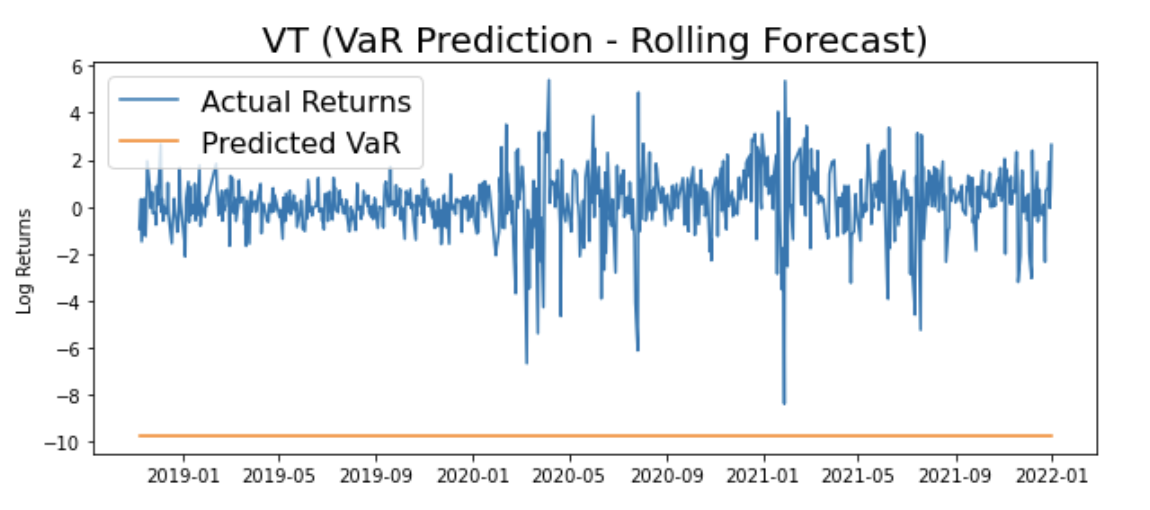 VT (VaR Prediction - Rolling Forecast)
Actual Returns
Predicted VaR
Log Returns
6
4
2
0
−2
−4
−6
−8
−10
2019-01 2019-05 2019-09 2020-01 2020-05 2020-09 2021-01 2021-05 2021-09 2022-01